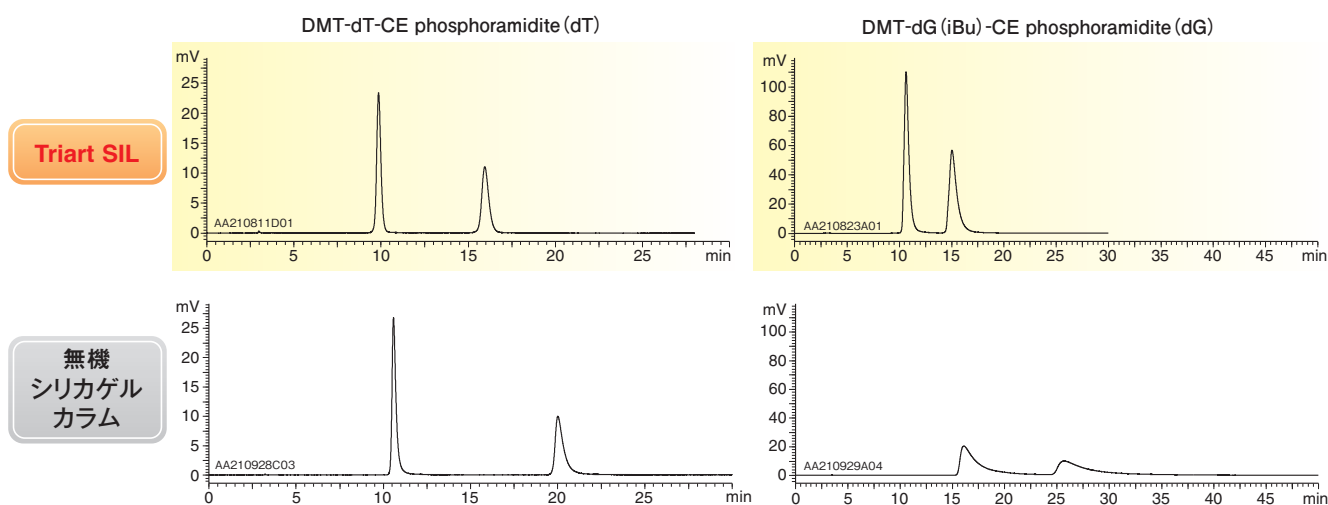 DMT-dT-CE phosphoramidite（dT）
DMT-dG（iBu）-CE phosphoramidite（dG）
Triart SIL
mV
25
20
15
10
5
0
AA210811D01
0 5 10 15 20 25 min
mV
100
80
60
40
20
0
AA210823A01
0 5 10 15 20 25 30 35 40 45 min
無機
シリカゲル
カラム
mV
25
20
15
10
5
0
AA210928C03
0 5 10 15 20 25 min
mV
100
80
60
40
20
0
AA210929A04
0 5 10 15 20 25 30 35 40 45 min